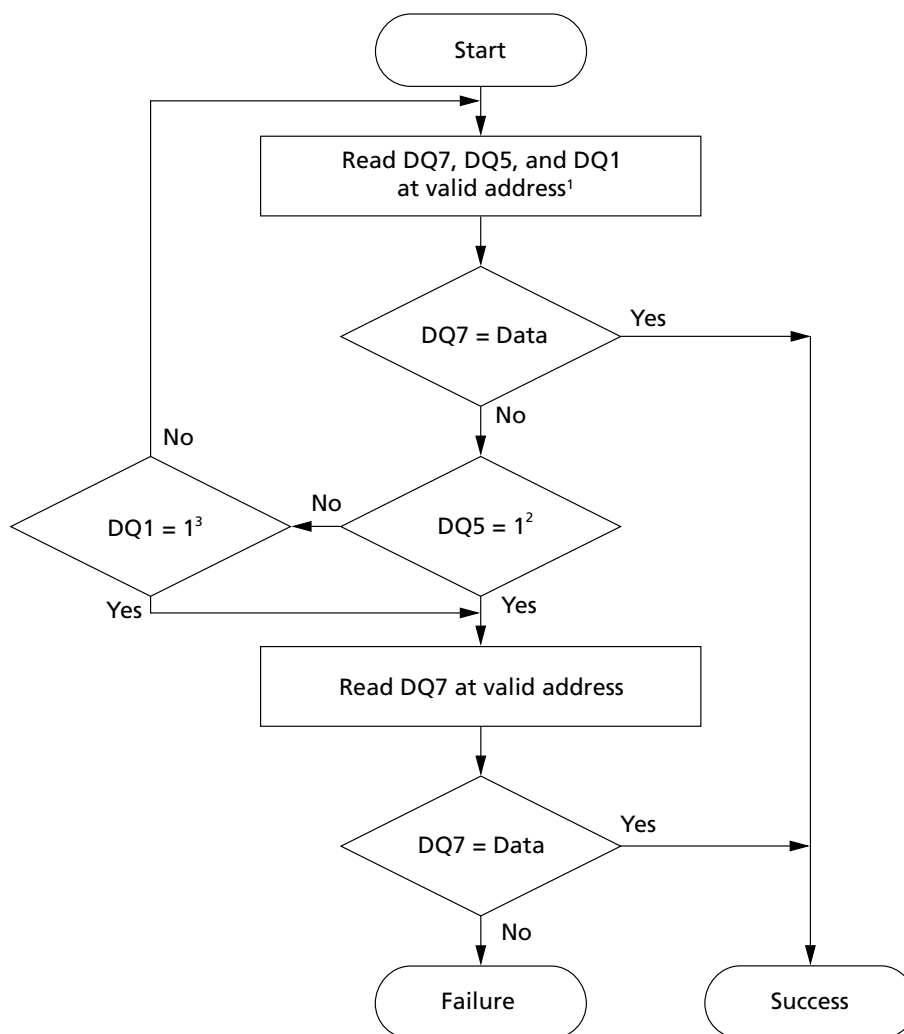 Start
Read DQ7, DQ5, and DQ1
at valid address¹
DQ7 = Data
Yes
No
No
No
DQ1 = 1³
DQ5 = 1²
Yes
Yes
Read DQ7 at valid address
DQ7 = Data
Yes
No
Failure
Success